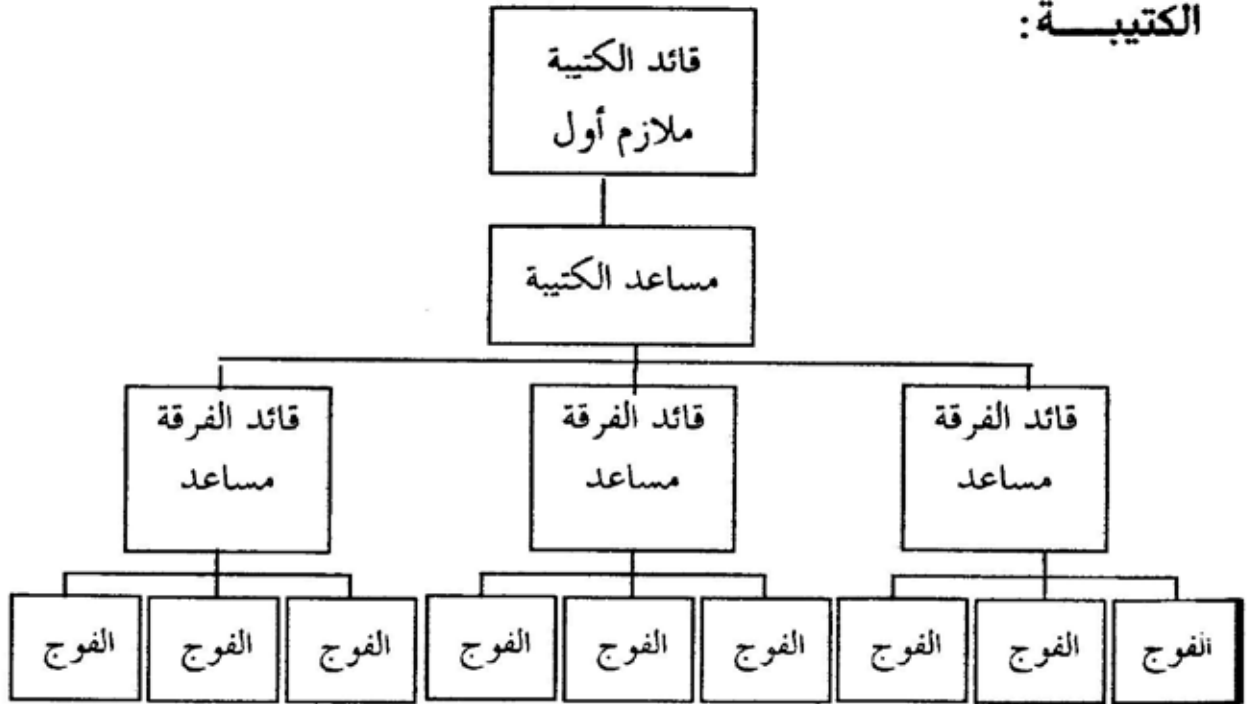 الكتيبـــة:
قائد الكتيبة
ملازم أول
مساعد الكتيبة
قائد الفرقة
مساعد
قائد الفرقة
مساعد
قائد الفرقة
مساعد
الفوج
الفوج
الفوج
الفوج
الفوج
الفوج
الفوج
الفوج
الفوج